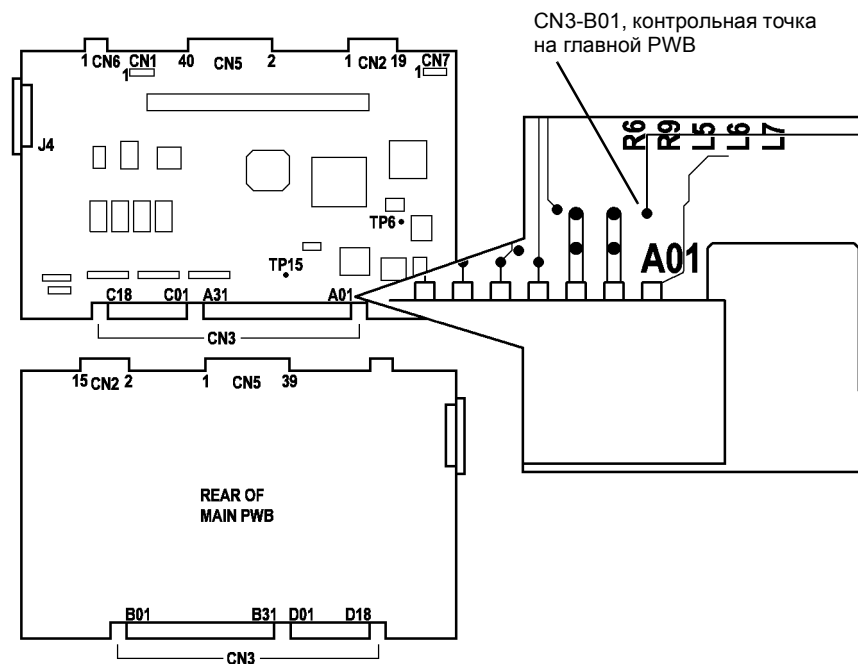 CN3-B01, контрольная точка
на главной PWB
1 CN6 CN1 40 CN5 2 1 CN2 19 CN7
1 1
J4
R6 R9 L5 L6 L7
TP6
TP15
A01
C18 C01 A31 A01
CN3
15 CN2 2 1 CN5 39
REAR OF
MAIN PWB
B01 B31 D01 D18
CN3